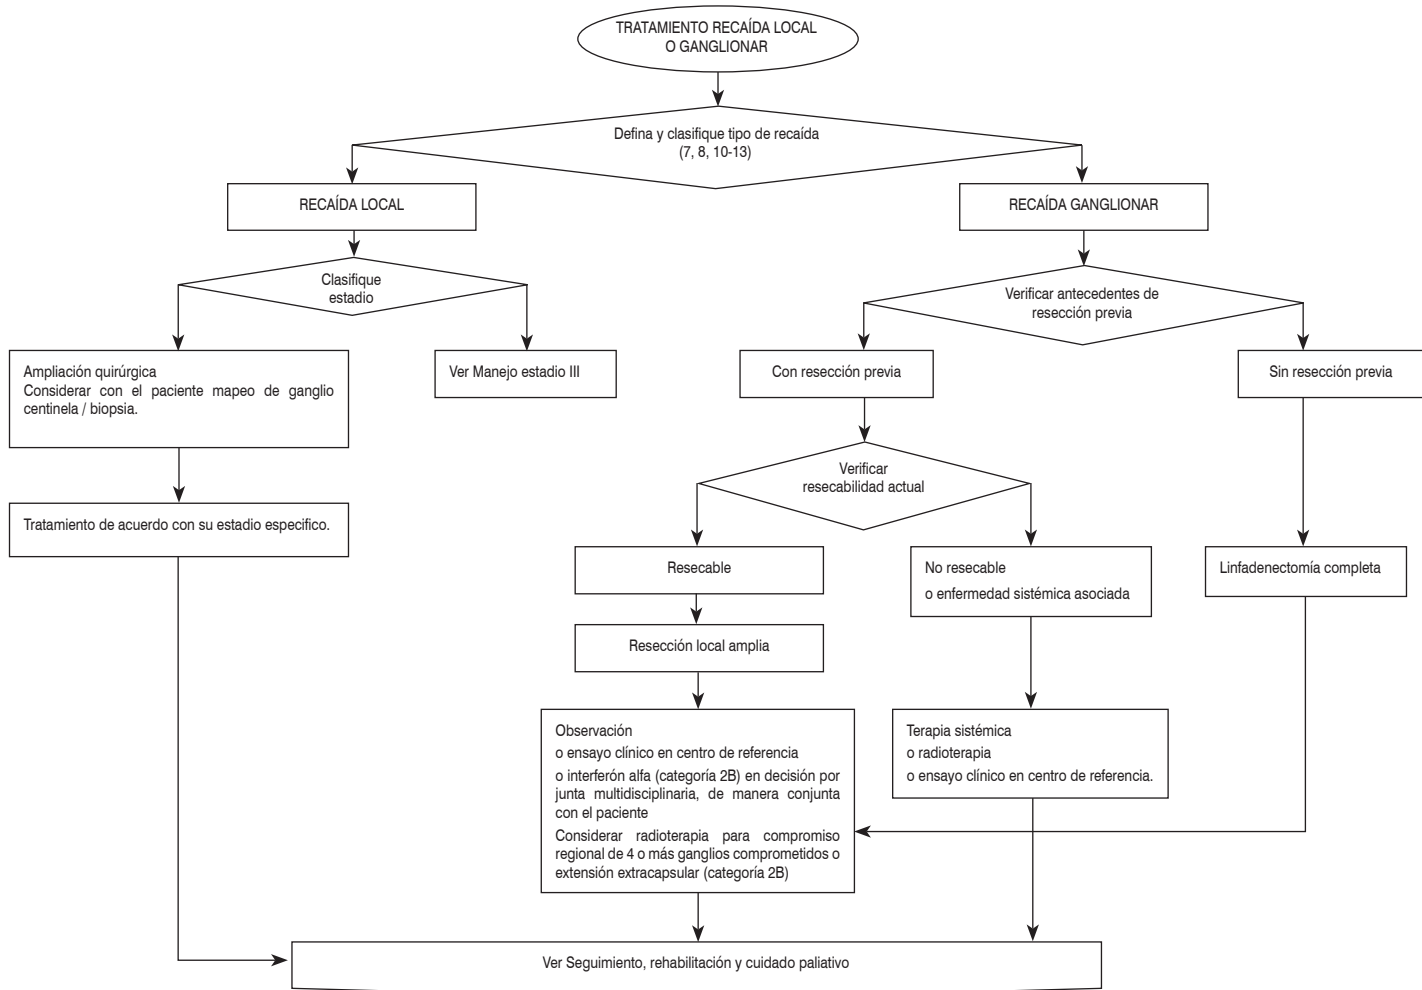 TRATAMIENTO RECAÍDA LOCAL
O GANGLIONAR
Defina y clasifique tipo de recaída
(7, 8, 10-13)
RECAÍDA LOCAL
RECAÍDA GANGLIONAR
Clasifique
estadio
Verificar antecedentes de
resección previa
Ampliación quirúrgica
Considerar con el paciente mapeo de ganglio
centinela / biopsia.
Ver Manejo estadio III
Con resección previa
Sin resección previa
Verificar
resecabilidad actual
Tratamiento de acuerdo con su estadio especifico.
Resecable
No resecable
o enfermedad sistémica asociada
Linfadenectomía completa
Resección local amplia
Observación
o ensayo clínico en centro de referencia
o interferón alfa (categoría 2B) en decisión por
junta multidisciplinaria, de manera conjunta
con el paciente
Considerar radioterapia para compromiso
regional de 4 o más ganglios comprometidos o
extensión extracapsular (categoría 2B)
Terapia sistémica
o radioterapia
o ensayo clínico en centro de referencia.
Ver Seguimiento, rehabilitación y cuidado paliativo